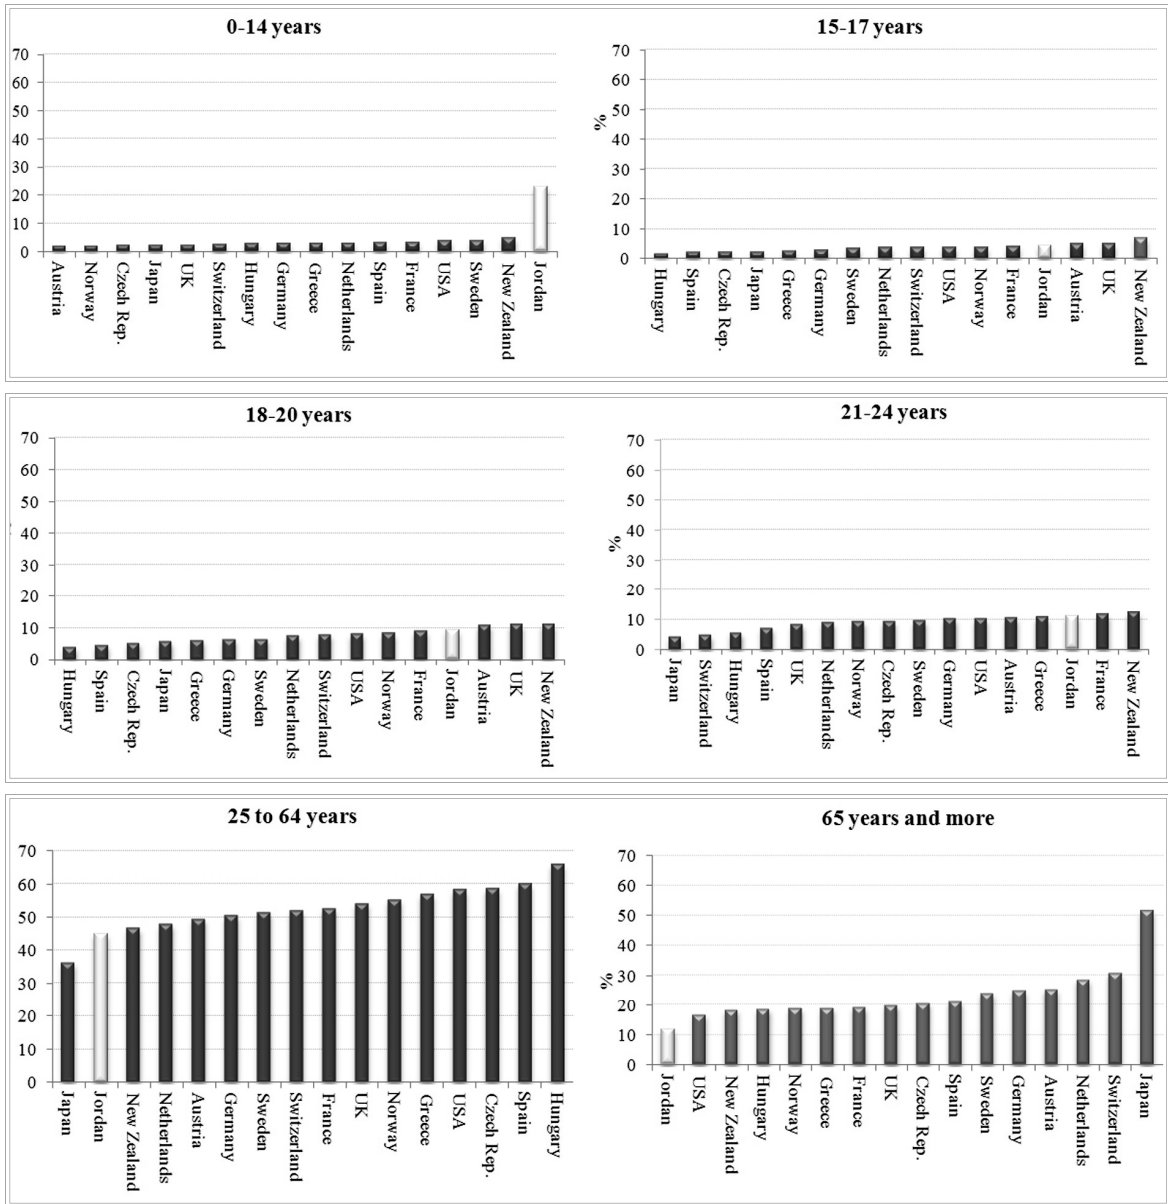 0-14 years
70
60
50
40
30
20
10
0
Austria
Norway
Czech Rep.
Japan
UK
Switzerland
Hungary
Germany
Greece
Netherlands
Spain
France
USA
Sweden
New Zealand
Jordan
15-17 years
%
70
60
50
40
30
20
10
0
Hungary
Spain
Czech Rep.
Japan
Greece
Germany
Sweden
Netherlands
Switzerland
USA
Norway
France
Jordan
Austria
UK
New Zealand
18-20 years
70
60
50
40
30
20
10
0
Hungary
Spain
Czech Rep.
Japan
Greece
Germany
Sweden
Netherlands
Switzerland
USA
Norway
France
Jordan
Austria
UK
New Zealand
21-24 years
%
70
60
50
40
30
20
10
0
Japan
Switzerland
Hungary
Spain
UK
Netherlands
Norway
Czech Rep.
Sweden
Germany
USA
Austria
Greece
Jordan
France
New Zealand
25 to 64 years
70
60
50
40
30
20
10
0
Japan
Jordan
New Zealand
Netherlands
Austria
Germany
Sweden
Switzerland
France
UK
Norway
Greece
USA
Czech Rep.
Spain
Hungary
65 years and more
%
70
60
50
40
30
20
10
0
Jordan
USA
New Zealand
Hungary
Norway
Greece
France
UK
Czech Rep.
Spain
Sweden
Germany
Austria
Netherlands
Switzerland
Japan